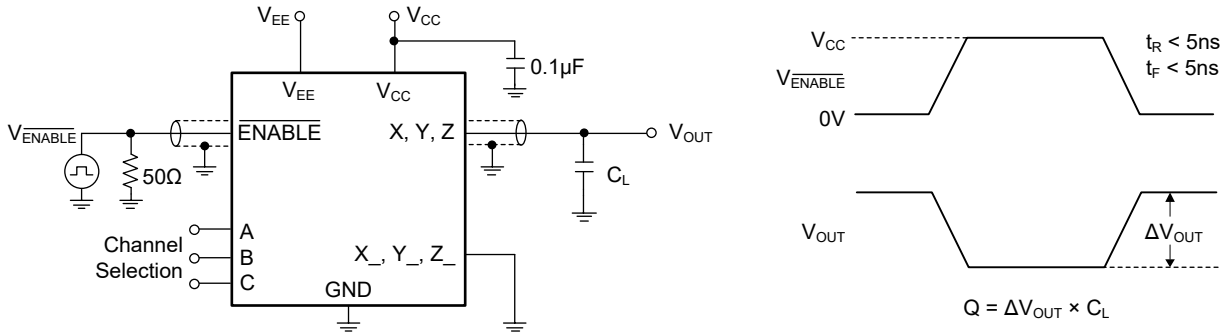 V_EE V_CC
0.1µF
V_EE V_CC
V_ENABLE ENABLE X, Y, Z V_OUT
50Ω C_L
Channel Selection
A
B
C
X_, Y_, Z_
GND
V_CC
V_ENABLE
0V
t_R < 5ns
t_F < 5ns
V_OUT ΔV_OUT
Q = ΔV_OUT × C_L